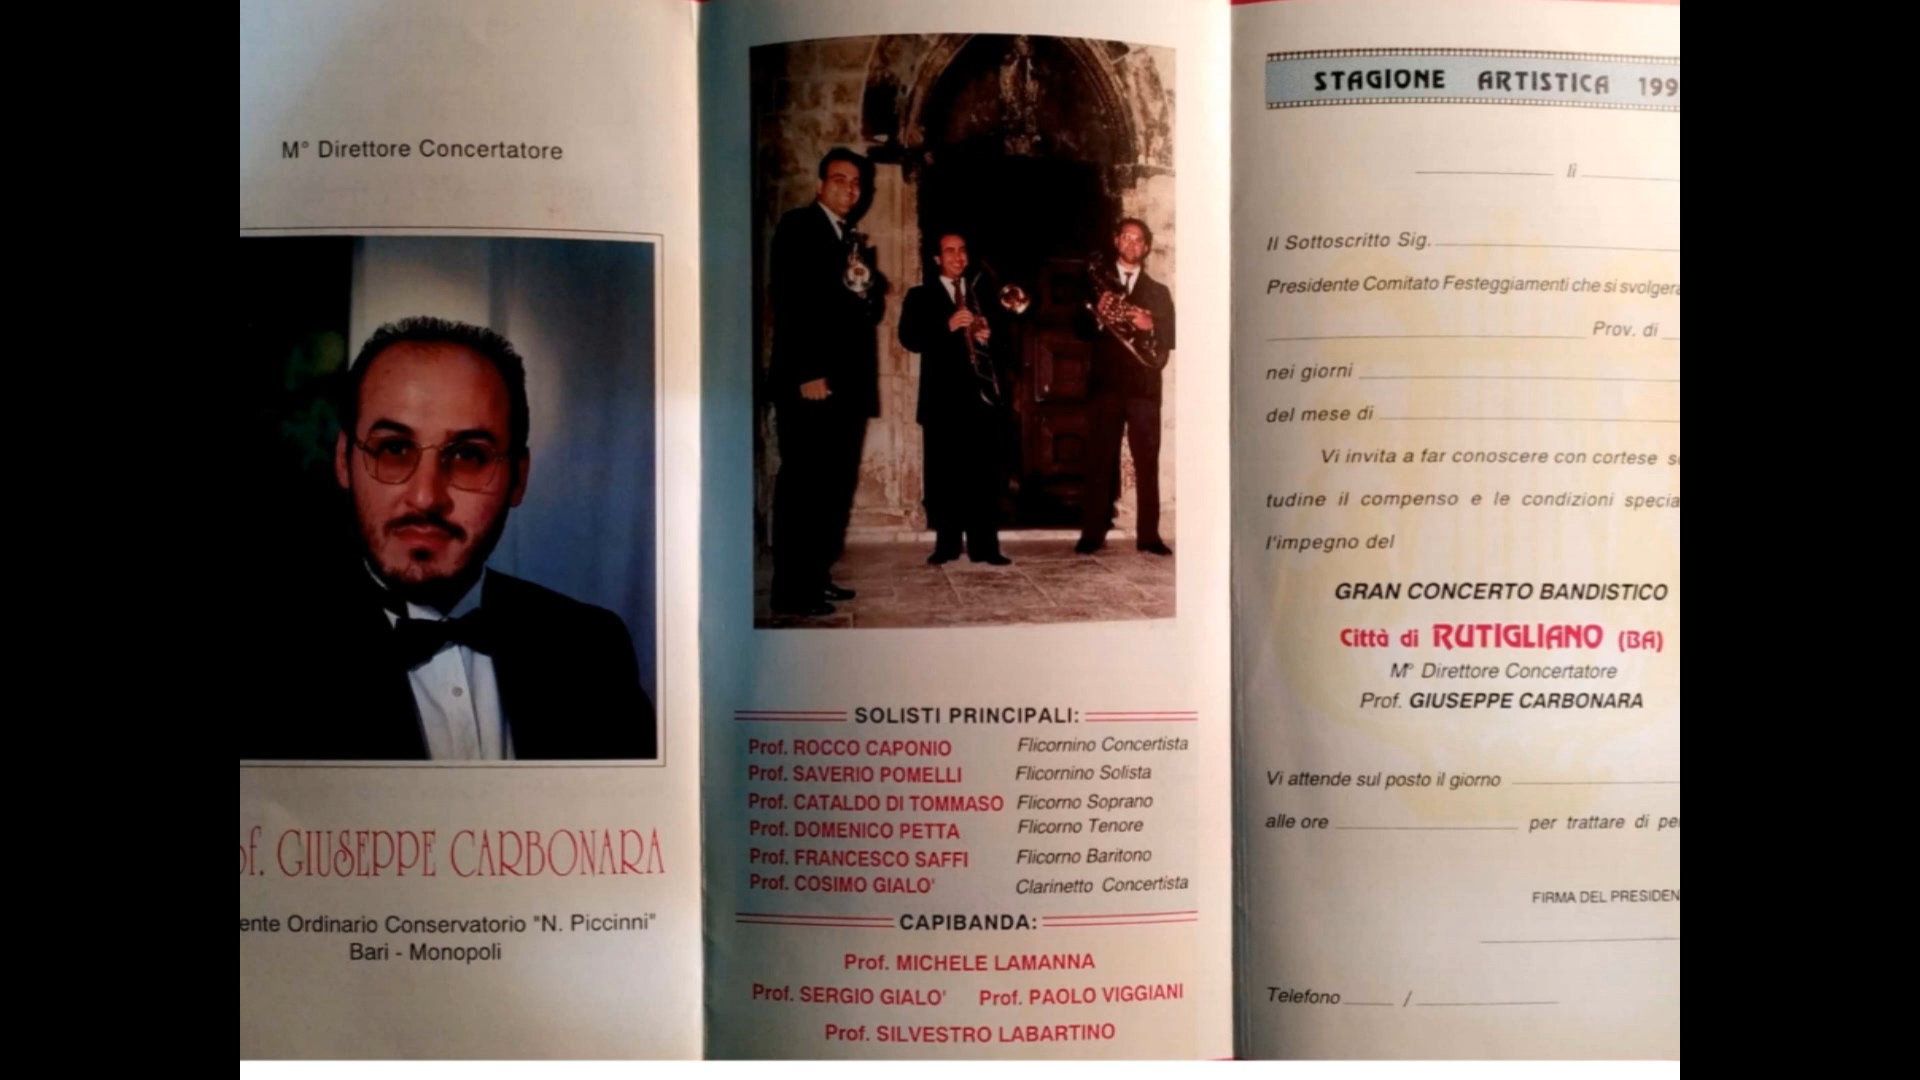 M° Direttore Concertatore
of. GIUSEPPE CARBONARA
ente Ordinario Conservatorio "N. Piccinni"
Bari - Monopoli
SOLISTI PRINCIPALI:
Prof. ROCCO CAPONIO Flicornino Concertista
Prof. SAVERIO POMELLI Flicornino Solista
Prof. CATALDO DI TOMMASO Flicorno Soprano
Prof. DOMENICO PETTA Flicorno Tenore
Prof. FRANCESCO SAFFI Flicorno Baritono
Prof. COSIMO GIALO' Clarinetto Concertista
CAPIBANDA:
Prof. MICHELE LAMANNA
Prof. SERGIO GIALO' Prof. PAOLO VIGGIANI
Prof. SILVESTRO LABARTINO
STAGIONE ARTISTICA 199
lì
Il Sottoscritto Sig.
Presidente Comitato Festeggiamenti che si svolgera
Prov. di
nei giorni
del mese di
Vi invita a far conoscere con cortese s
tudine il compenso e le condizioni specia
l'impegno del
GRAN CONCERTO BANDISTICO
Città di RUTIGLIANO (BA)
M° Direttore Concertatore
Prof. GIUSEPPE CARBONARA
Vi attende sul posto il giorno
alle ore per trattare di pe
FIRMA DEL PRESIDEN
Telefono /